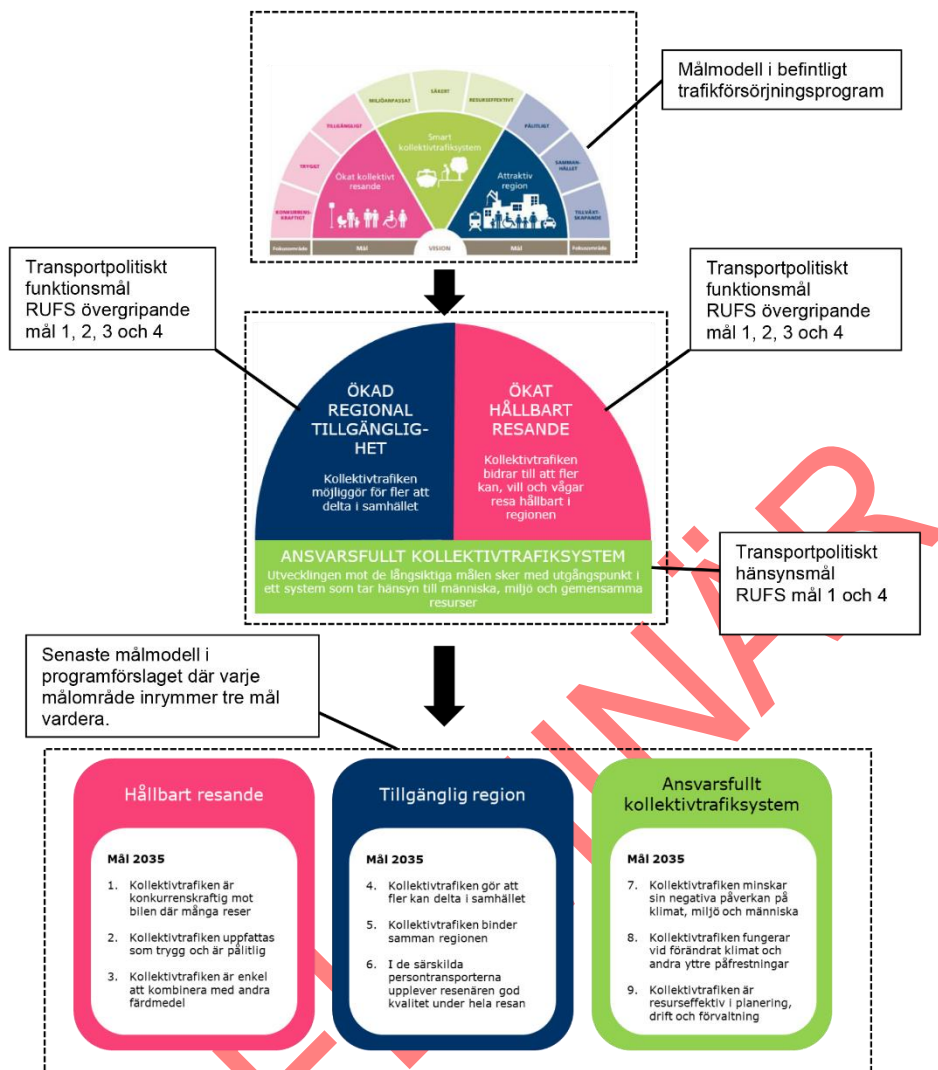 Målmodell i befintligt
trafikförsörjningsprogram
MILJÖANPASSAT
SÄKERT
RESURSEFFEKTIVT
TILLGÄNGLIGHET
PÅLITLIGT
TRYGGT
SAMMAN-
HÅLLET
KONKURRENS-
KRAFTIGT
TILLVÄXT-
SKAPANDE
Smart
kollektivtrafiksystem
Ökat kollektivt
resande
Attraktiv
region
Fokusområde
Mål
VISION
Mål
Fokusområde
Transportpolitiskt
funktionsmål
RUFS övergripande
mål 1, 2, 3 och 4
Transportpolitiskt
funktionsmål
RUFS övergripande
mål 1, 2, 3 och 4
ÖKAD
REGIONAL
TILLGÄNGLIG-
HET
Kollektivtrafiken
möjliggör för fler att
delta i samhället
ÖKAT
HÅLLBART
RESANDE
Kollektivtrafiken
bidrar till att fler
kan, vill och vågar
resa hållbart i
regionen
ANSVARSFULLT KOLLEKTIVTRAFIKSYSTEM
Utvecklingen mot de långsiktiga målen sker med utgångspunkt i
ett system som tar hänsyn till människa, miljö och gemensamma
resurser
Transportpolitiskt
hänsynsmål
RUFS mål 1 och 4
Senaste målmodell i
programförslaget där varje
målområde inrymmer tre mål
vardera.
Hållbart resande
Mål 2035
1. Kollektivtrafiken är
konkurrenskraftig mot
bilen där många reser
2. Kollektivtrafiken uppfattas
som trygg och är pålitlig
3. Kollektivtrafiken är enkel
att kombinera med andra
färdmedel
Tillgänglig region
Mål 2035
4. Kollektivtrafiken gör att
fler kan delta i samhället
5. Kollektivtrafiken binder
samman regionen
6. I de särskilda
persontransporterna
upplever resenären god
kvalitet under hela resan
Ansvarsfullt
kollektivtrafiksystem
Mål 2035
7. Kollektivtrafiken minskar
sin negativa påverkan på
klimat, miljö och människa
8. Kollektivtrafiken fungerar
vid förändrat klimat och
andra yttre påfrestningar
9. Kollektivtrafiken är
resurseffektiv i planering,
drift och förvaltning